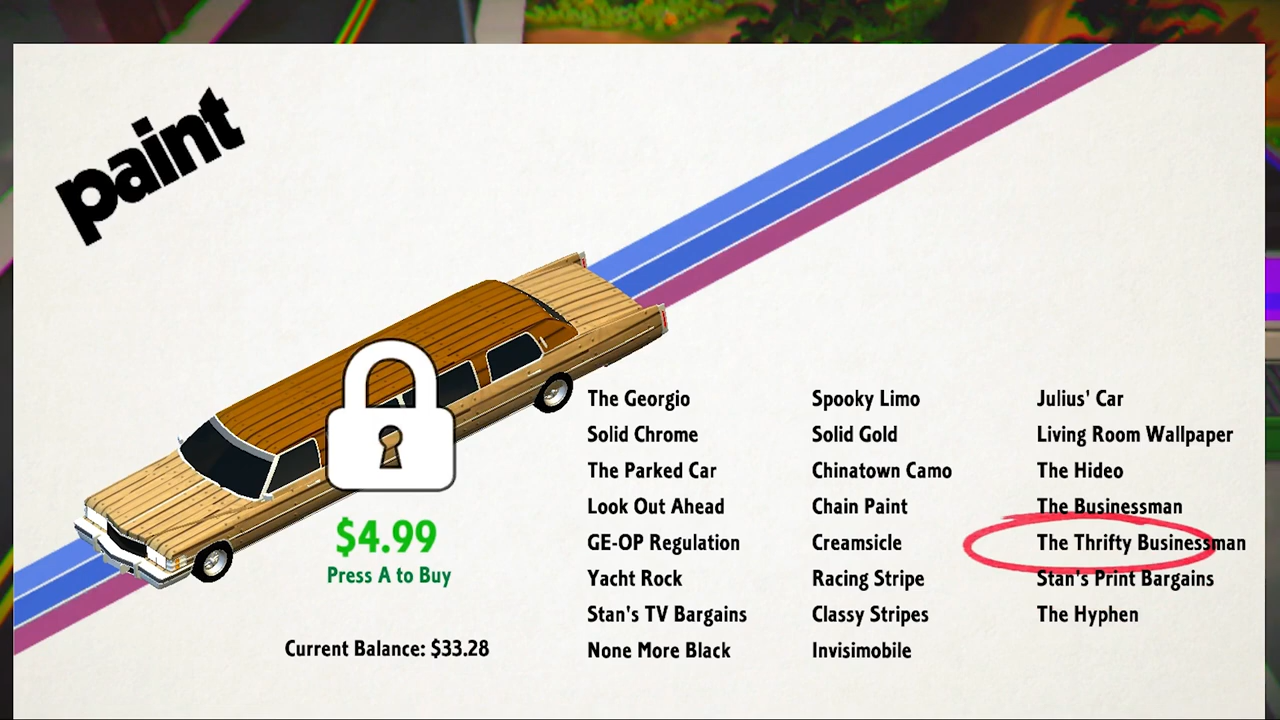 paint
$4.99
Press A to Buy
Current Balance: $33.28
The Georgio
Solid Chrome
The Parked Car
Look Out Ahead
GE-OP Regulation
Yacht Rock
Stan's TV Bargains
None More Black
Spooky Limo
Solid Gold
Chinatown Camo
Chain Paint
Creamsicle
Racing Stripe
Classy Stripes
Invisimobile
Julius' Car
Living Room Wallpaper
The Hideo
The Businessman
The Thrifty Businessman
Stan's Print Bargains
The Hyphen